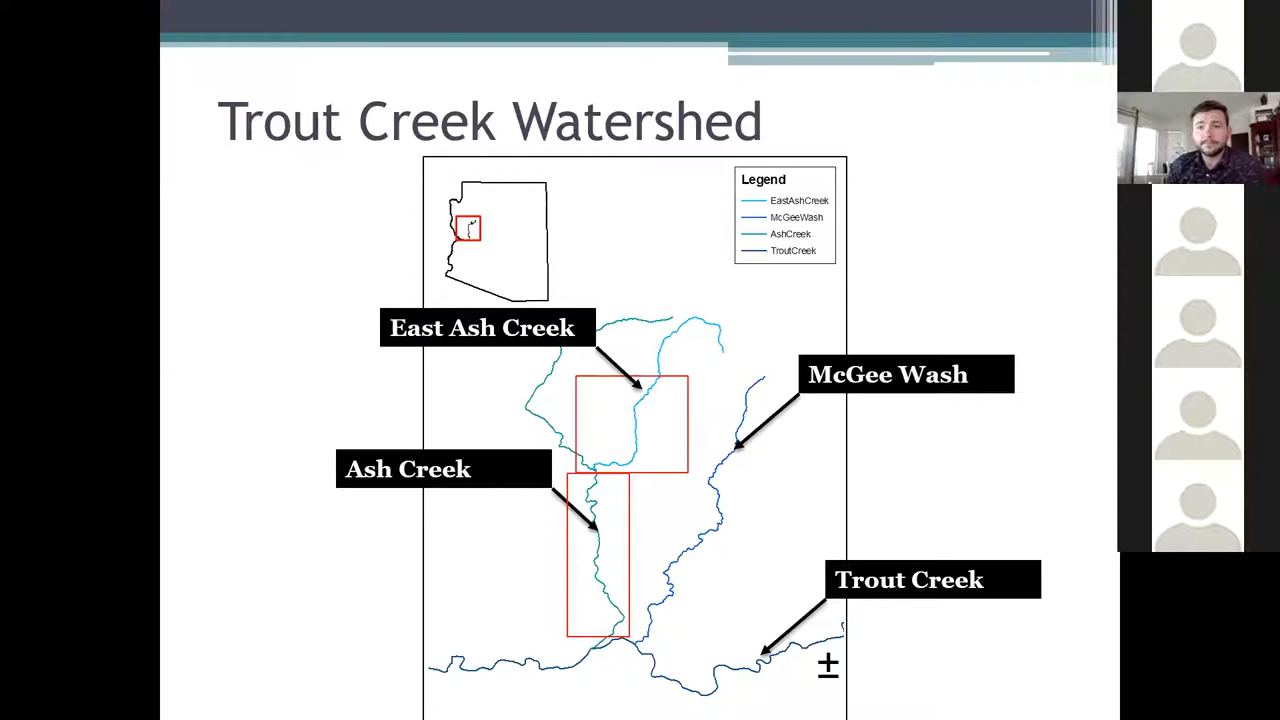 Trout Creek Watershed
Legend
EastAshCreek
McGeeWash
AshCreek
TroutCreek
East Ash Creek
McGee Wash
Ash Creek
Trout Creek
±